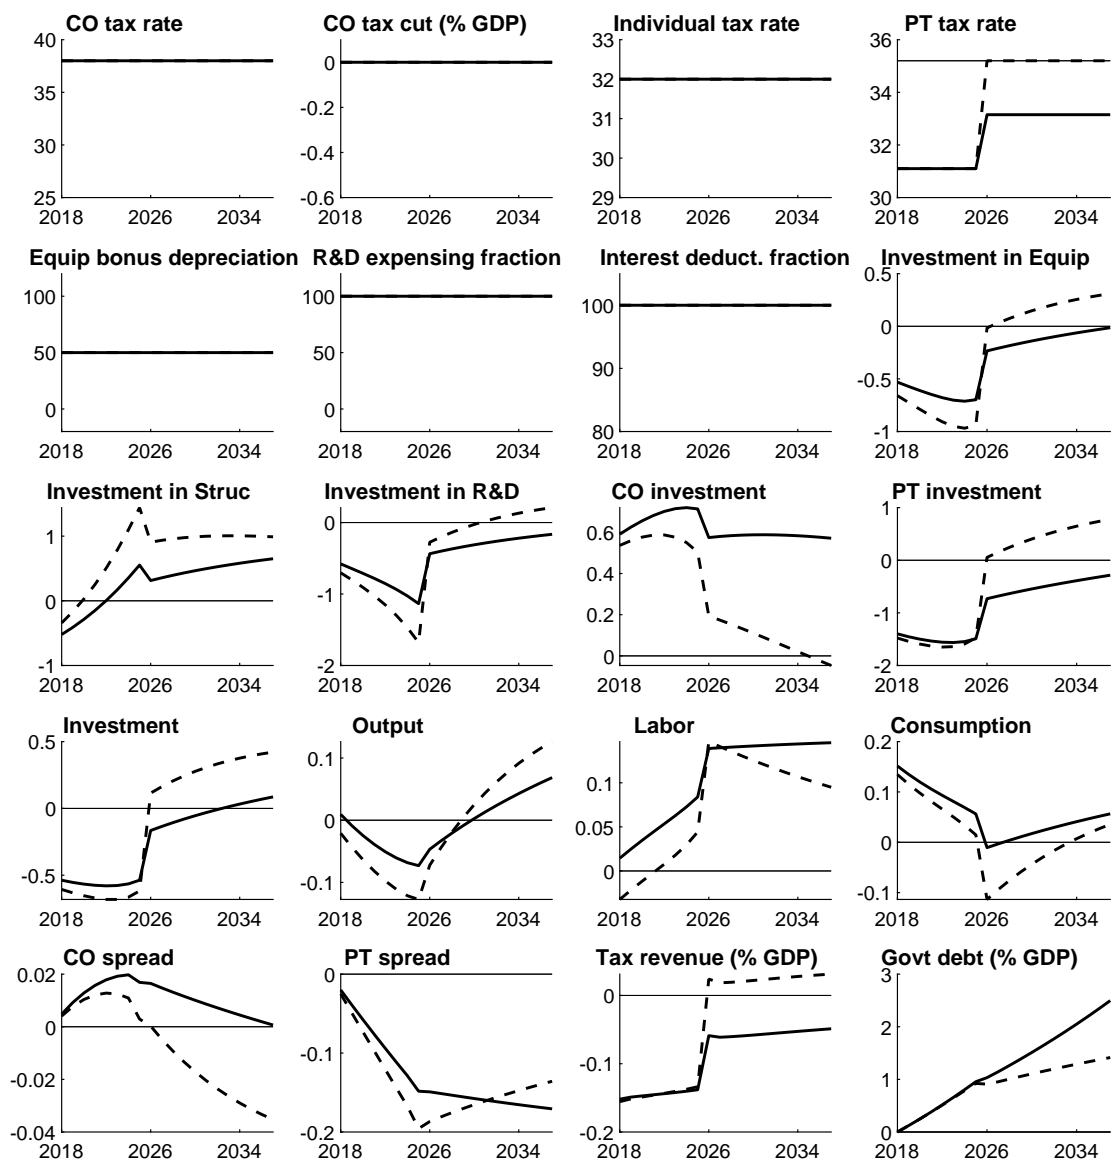 CO tax rate
40
35
30
25
2018 2026 2034
CO tax cut (% GDP)
0
-0.2
-0.4
-0.6
2018 2026 2034
Individual tax rate
33
32
31
30
29
2018 2026 2034
PT tax rate
36
34
32
30
2018 2026 2034
Equip bonus depreciation
100
50
0
2018 2026 2034
R&D expensing fraction
100
50
0
2018 2026 2034
Interest deduct. fraction
100
90
80
2018 2026 2034
Investment in Equip
0.5
0
-0.5
-1
2018 2026 2034
Investment in Struc
1
0
-1
2018 2026 2034
Investment in R&D
0
-1
-2
2018 2026 2034
CO investment
0.6
0.4
0.2
0
2018 2026 2034
PT investment
1
0
-1
-2
2018 2026 2034
Investment
0.5
0
-0.5
2018 2026 2034
Output
0.1
0
-0.1
2018 2026 2034
Labor
0.1
0.05
0
2018 2026 2034
Consumption
0.2
0.1
0
-0.1
2018 2026 2034
CO spread
0.02
0
-0.02
-0.04
2018 2026 2034
PT spread
0
-0.1
-0.2
2018 2026 2034
Tax revenue (% GDP)
0
-0.1
-0.2
2018 2026 2034
Govt debt (% GDP)
3
2
1
0
2018 2026 2034